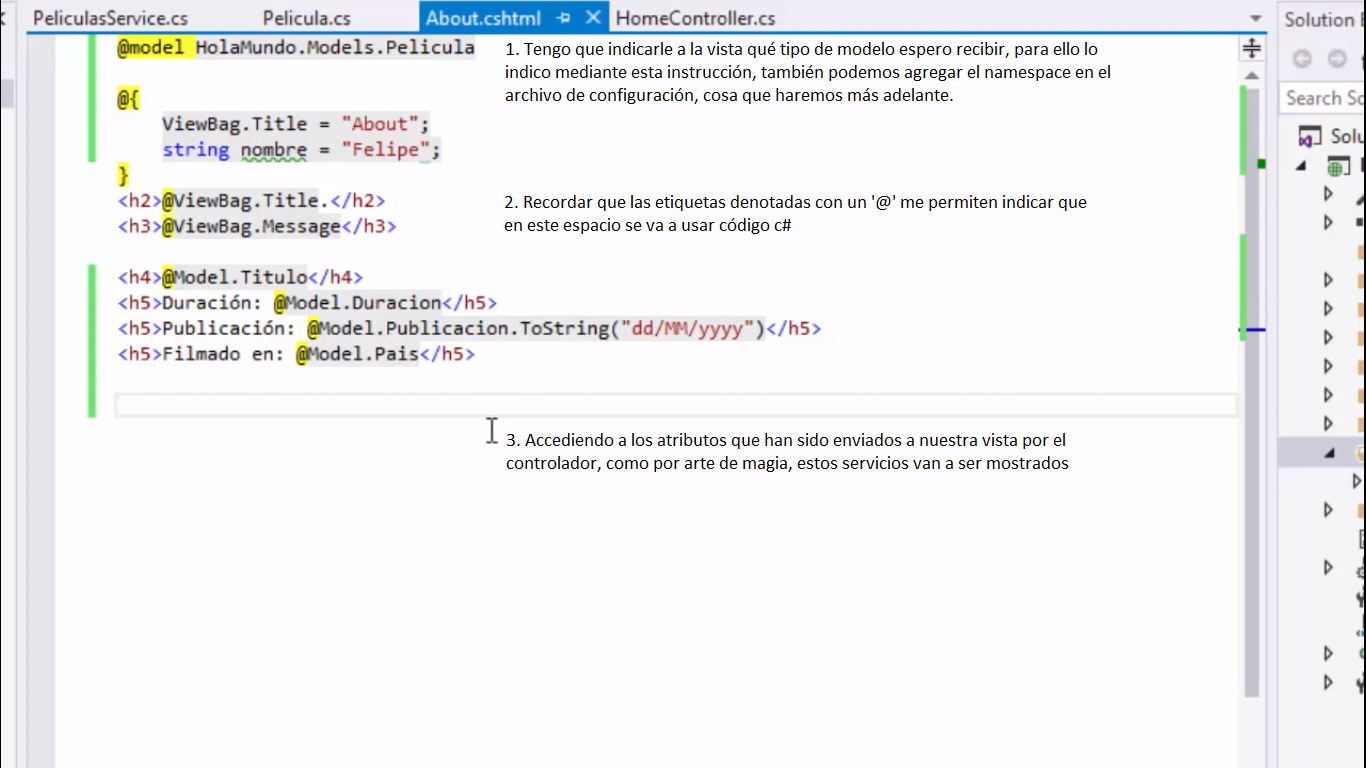 PeliculasService.cs Pelicula.cs About.cshtml HomeController.cs
Solution E
@model HolaMundo.Models.Pelicula
1. Tengo que indicarle a la vista qué tipo de modelo espero recibir, para ello lo
indico mediante esta instrucción, también podemos agregar el namespace en el
archivo de configuración, cosa que haremos más adelante.
@{
ViewBag.Title = "About";
string nombre = "Felipe";
}
<h2>@ViewBag.Title.</h2>
<h3>@ViewBag.Message</h3>
2. Recordar que las etiquetas denotadas con un '@' me permiten indicar que
en este espacio se va a usar código c#
<h4>@Model.Titulo</h4>
<h5>Duración: @Model.Duracion</h5>
<h5>Publicación: @Model.Publicacion.ToString("dd/MM/yyyy")</h5>
<h5>Filmado en: @Model.Pais</h5>
3. Accediendo a los atributos que han sido enviados a nuestra vista por el
controlador, como por arte de magia, estos servicios van a ser mostrados
Search So
Solu